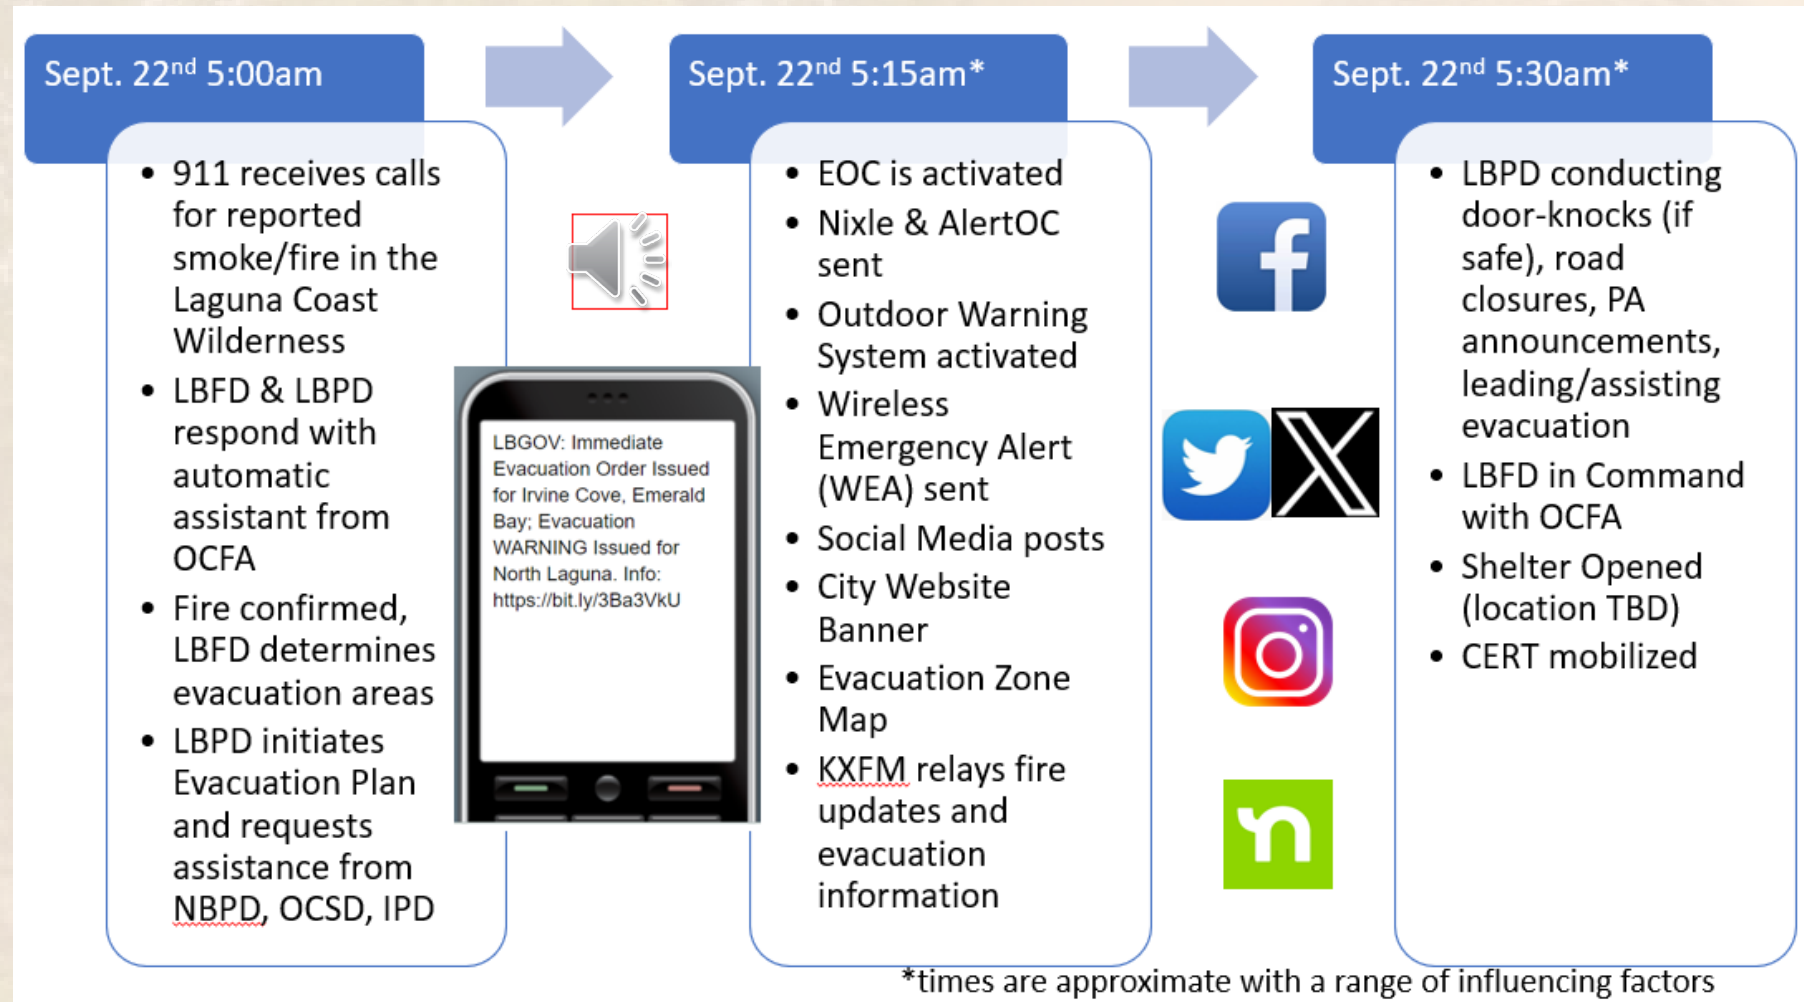 Sept. 22nd 5:00am
• 911 receives calls
for reported
smoke/fire in the
Laguna Coast
Wilderness
• LBFD & LBPD
respond with
automatic
assistant from
OCFA
• Fire confirmed,
LBFD determines
evacuation areas
• LBPD initiates
Evacuation Plan
and requests
assistance from
NBPD, OCSD, IPD
LBGOV: Immediate
Evacuation Order Issued
for Irvine Cove, Emerald
Bay; Evacuation
WARNING Issued for
North Laguna. Info:
https://bit.ly/3Ba3VkU
Sept. 22nd 5:15am*
• EOC is activated
• Nixle & AlertOC
sent
• Outdoor Warning
System activated
• Wireless
Emergency Alert
(WEA) sent
• Social Media posts
• City Website
Banner
• Evacuation Zone
Map
• KXFM relays fire
updates and
evacuation
information
Sept. 22nd 5:30am*
• LBPD conducting
door-knocks (if
safe), road
closures, PA
announcements,
leading/assisting
evacuation
• LBFD in Command
with OCFA
• Shelter Opened
(location TBD)
• CERT mobilized
*times are approximate with a range of influencing factors